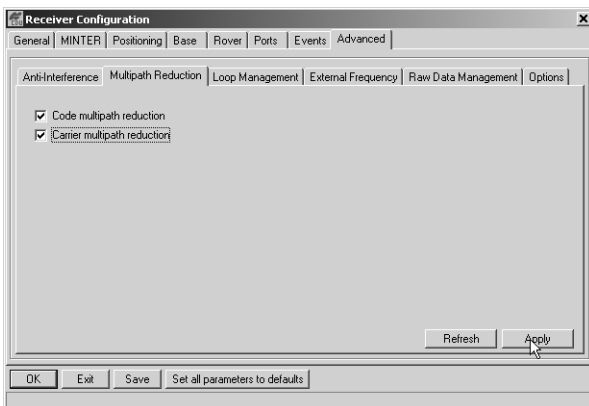 Receiver Configuration
General MINTER Positioning Base Rover Ports Events Advanced
Anti-Interference Multipath Reduction Loop Management External Frequency Raw Data Management Options
Code multipath reduction
Carrier multipath reduction
Refresh Apply
OK Exit Save Set all parameters to defaults